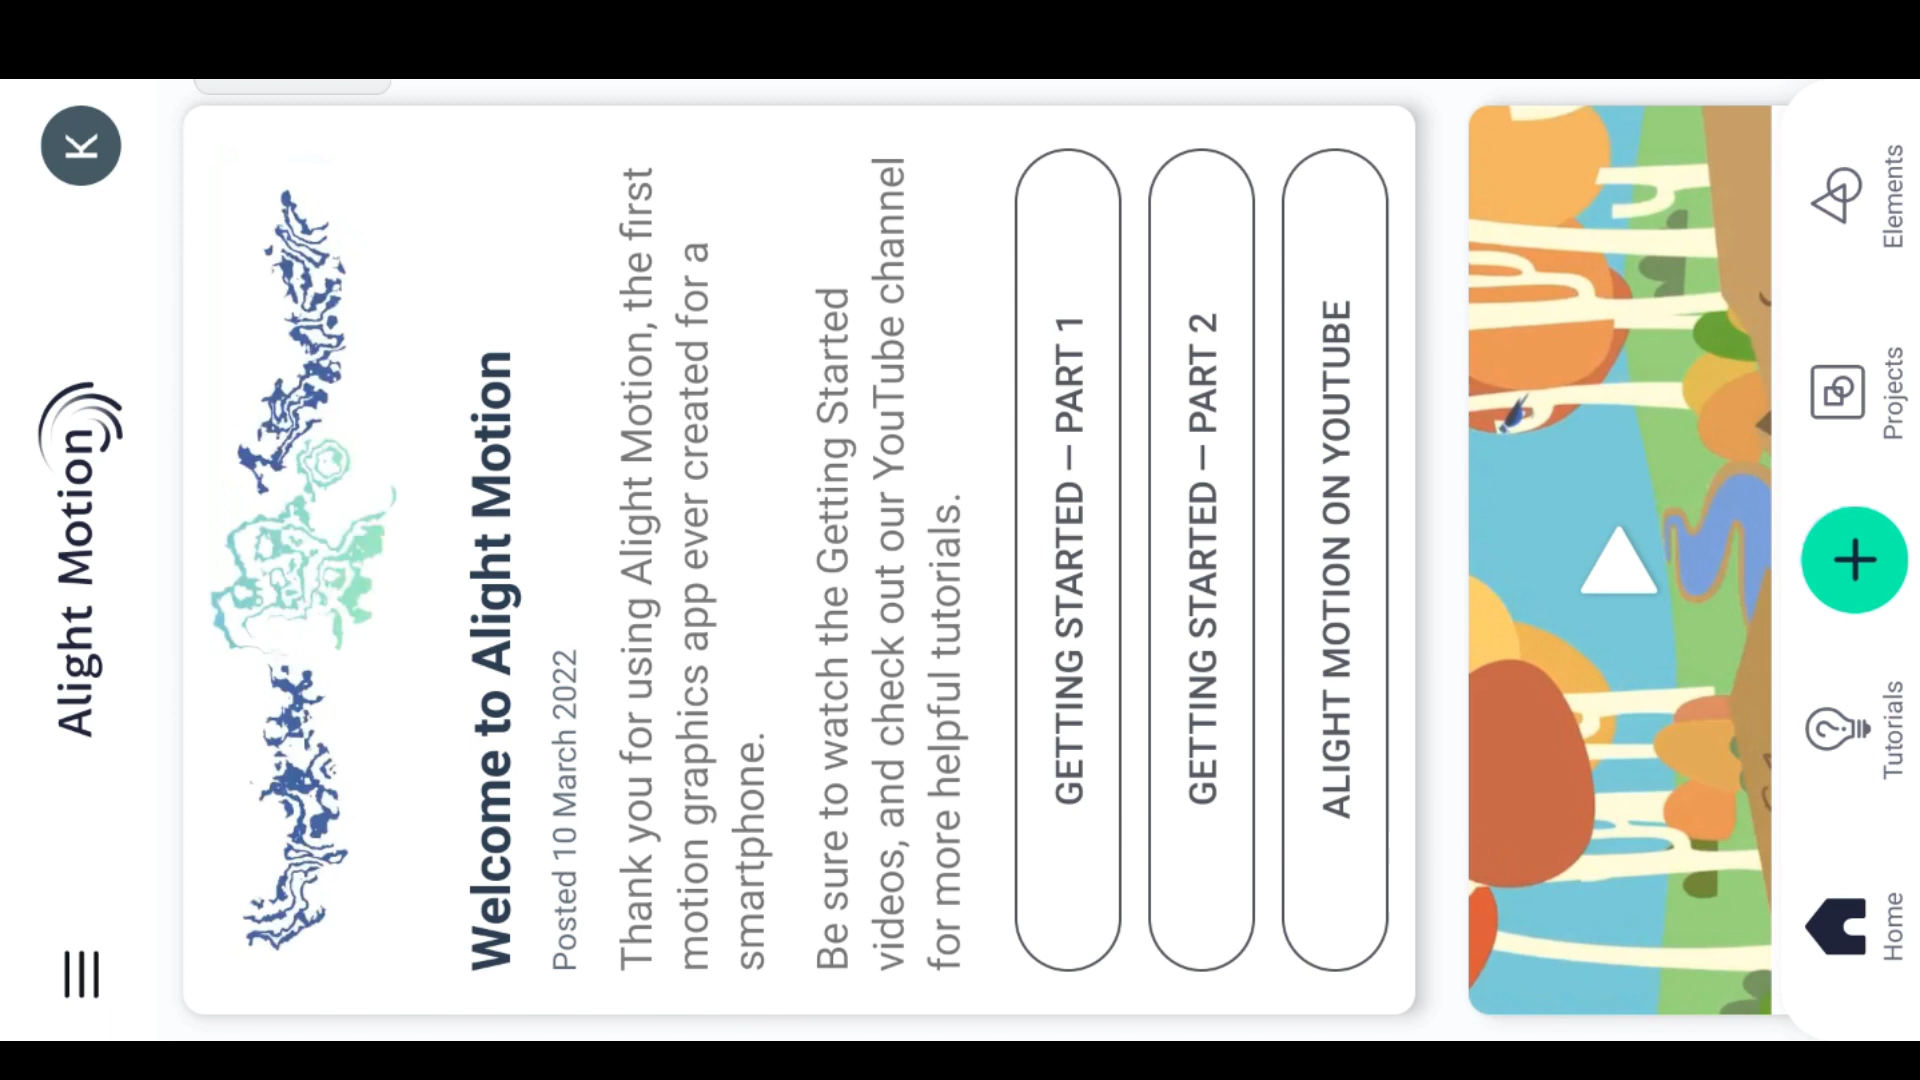 Alight Motion
K
Welcome to Alight Motion
Posted 10 March 2022
Thank you for using Alight Motion, the first
motion graphics app ever created for a
smartphone.
Be sure to watch the Getting Started
videos, and check out our YouTube channel
for more helpful tutorials.
GETTING STARTED – PART 1
GETTING STARTED – PART 2
ALIGHT MOTION ON YOUTUBE
Home
Tutorials
Projects
Elements